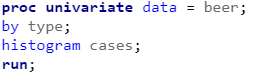 proc univariate data = beer;
by type;
histogram cases;
run;